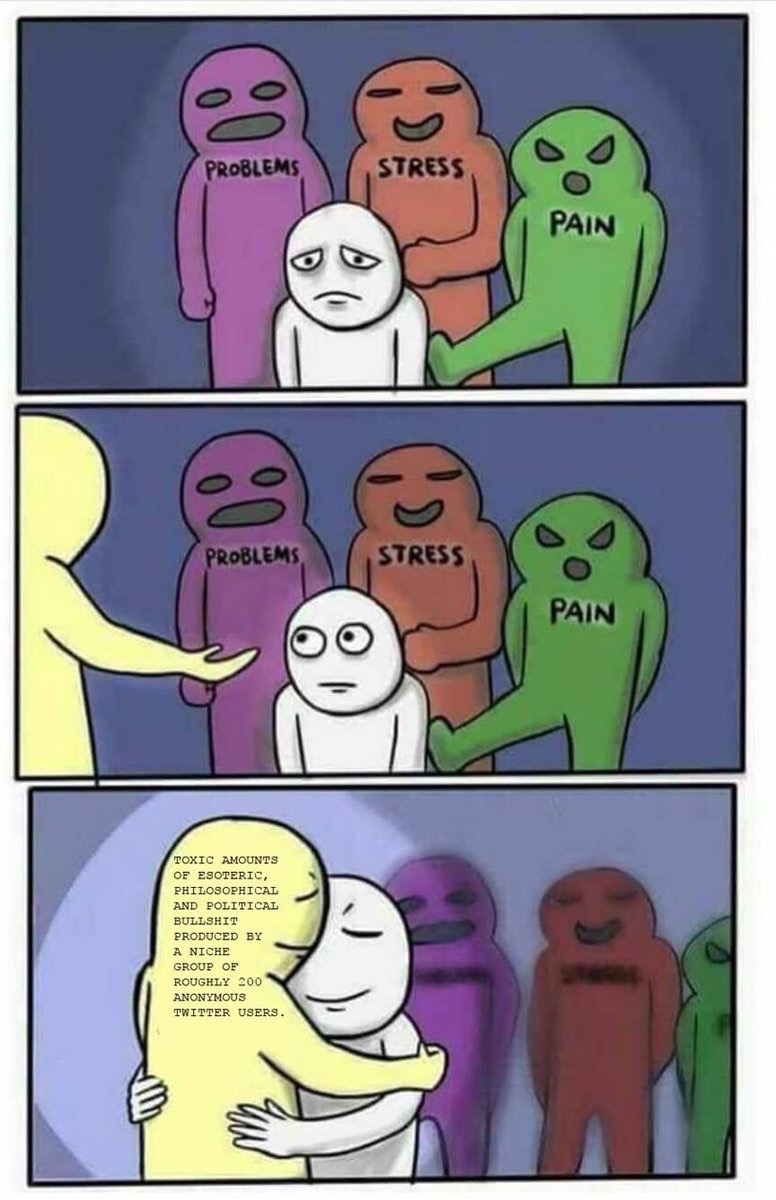 PROBLEMS
STRESS
PAIN
PROBLEMS
STRESS
PAIN
TOXIC AMOUNTS
OF ESOTERIC,
PHILOSOPHICAL
AND POLITICAL
BULLSHIT
PRODUCED BY
A NICHE
GROUP OF
ROUGHLY 200
ANONYMOUS
TWITTER USERS.